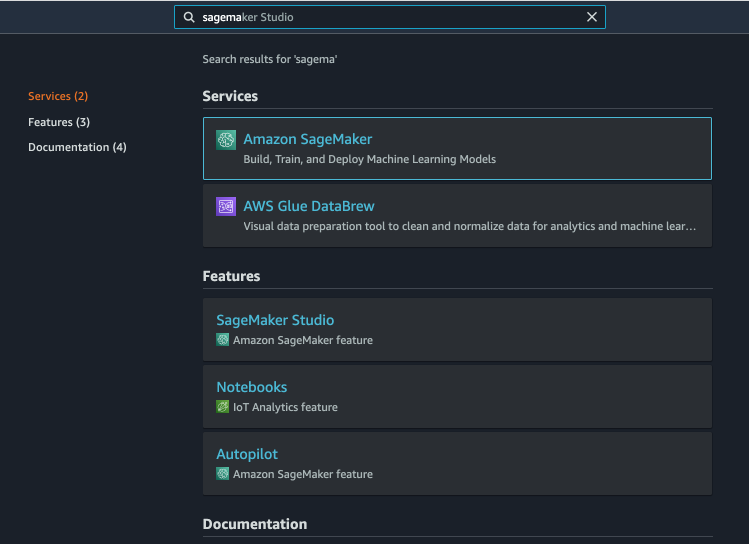 sagemaker Studio
Search results for 'sagema'
Services (2)
Features (3)
Documentation (4)
Services
Amazon SageMaker
Build, Train, and Deploy Machine Learning Models
AWS Glue DataBrew
Visual data preparation tool to clean and normalize data for analytics and machine lear...
Features
SageMaker Studio
Amazon SageMaker feature
Notebooks
IoT Analytics feature
Autopilot
Amazon SageMaker feature
Documentation